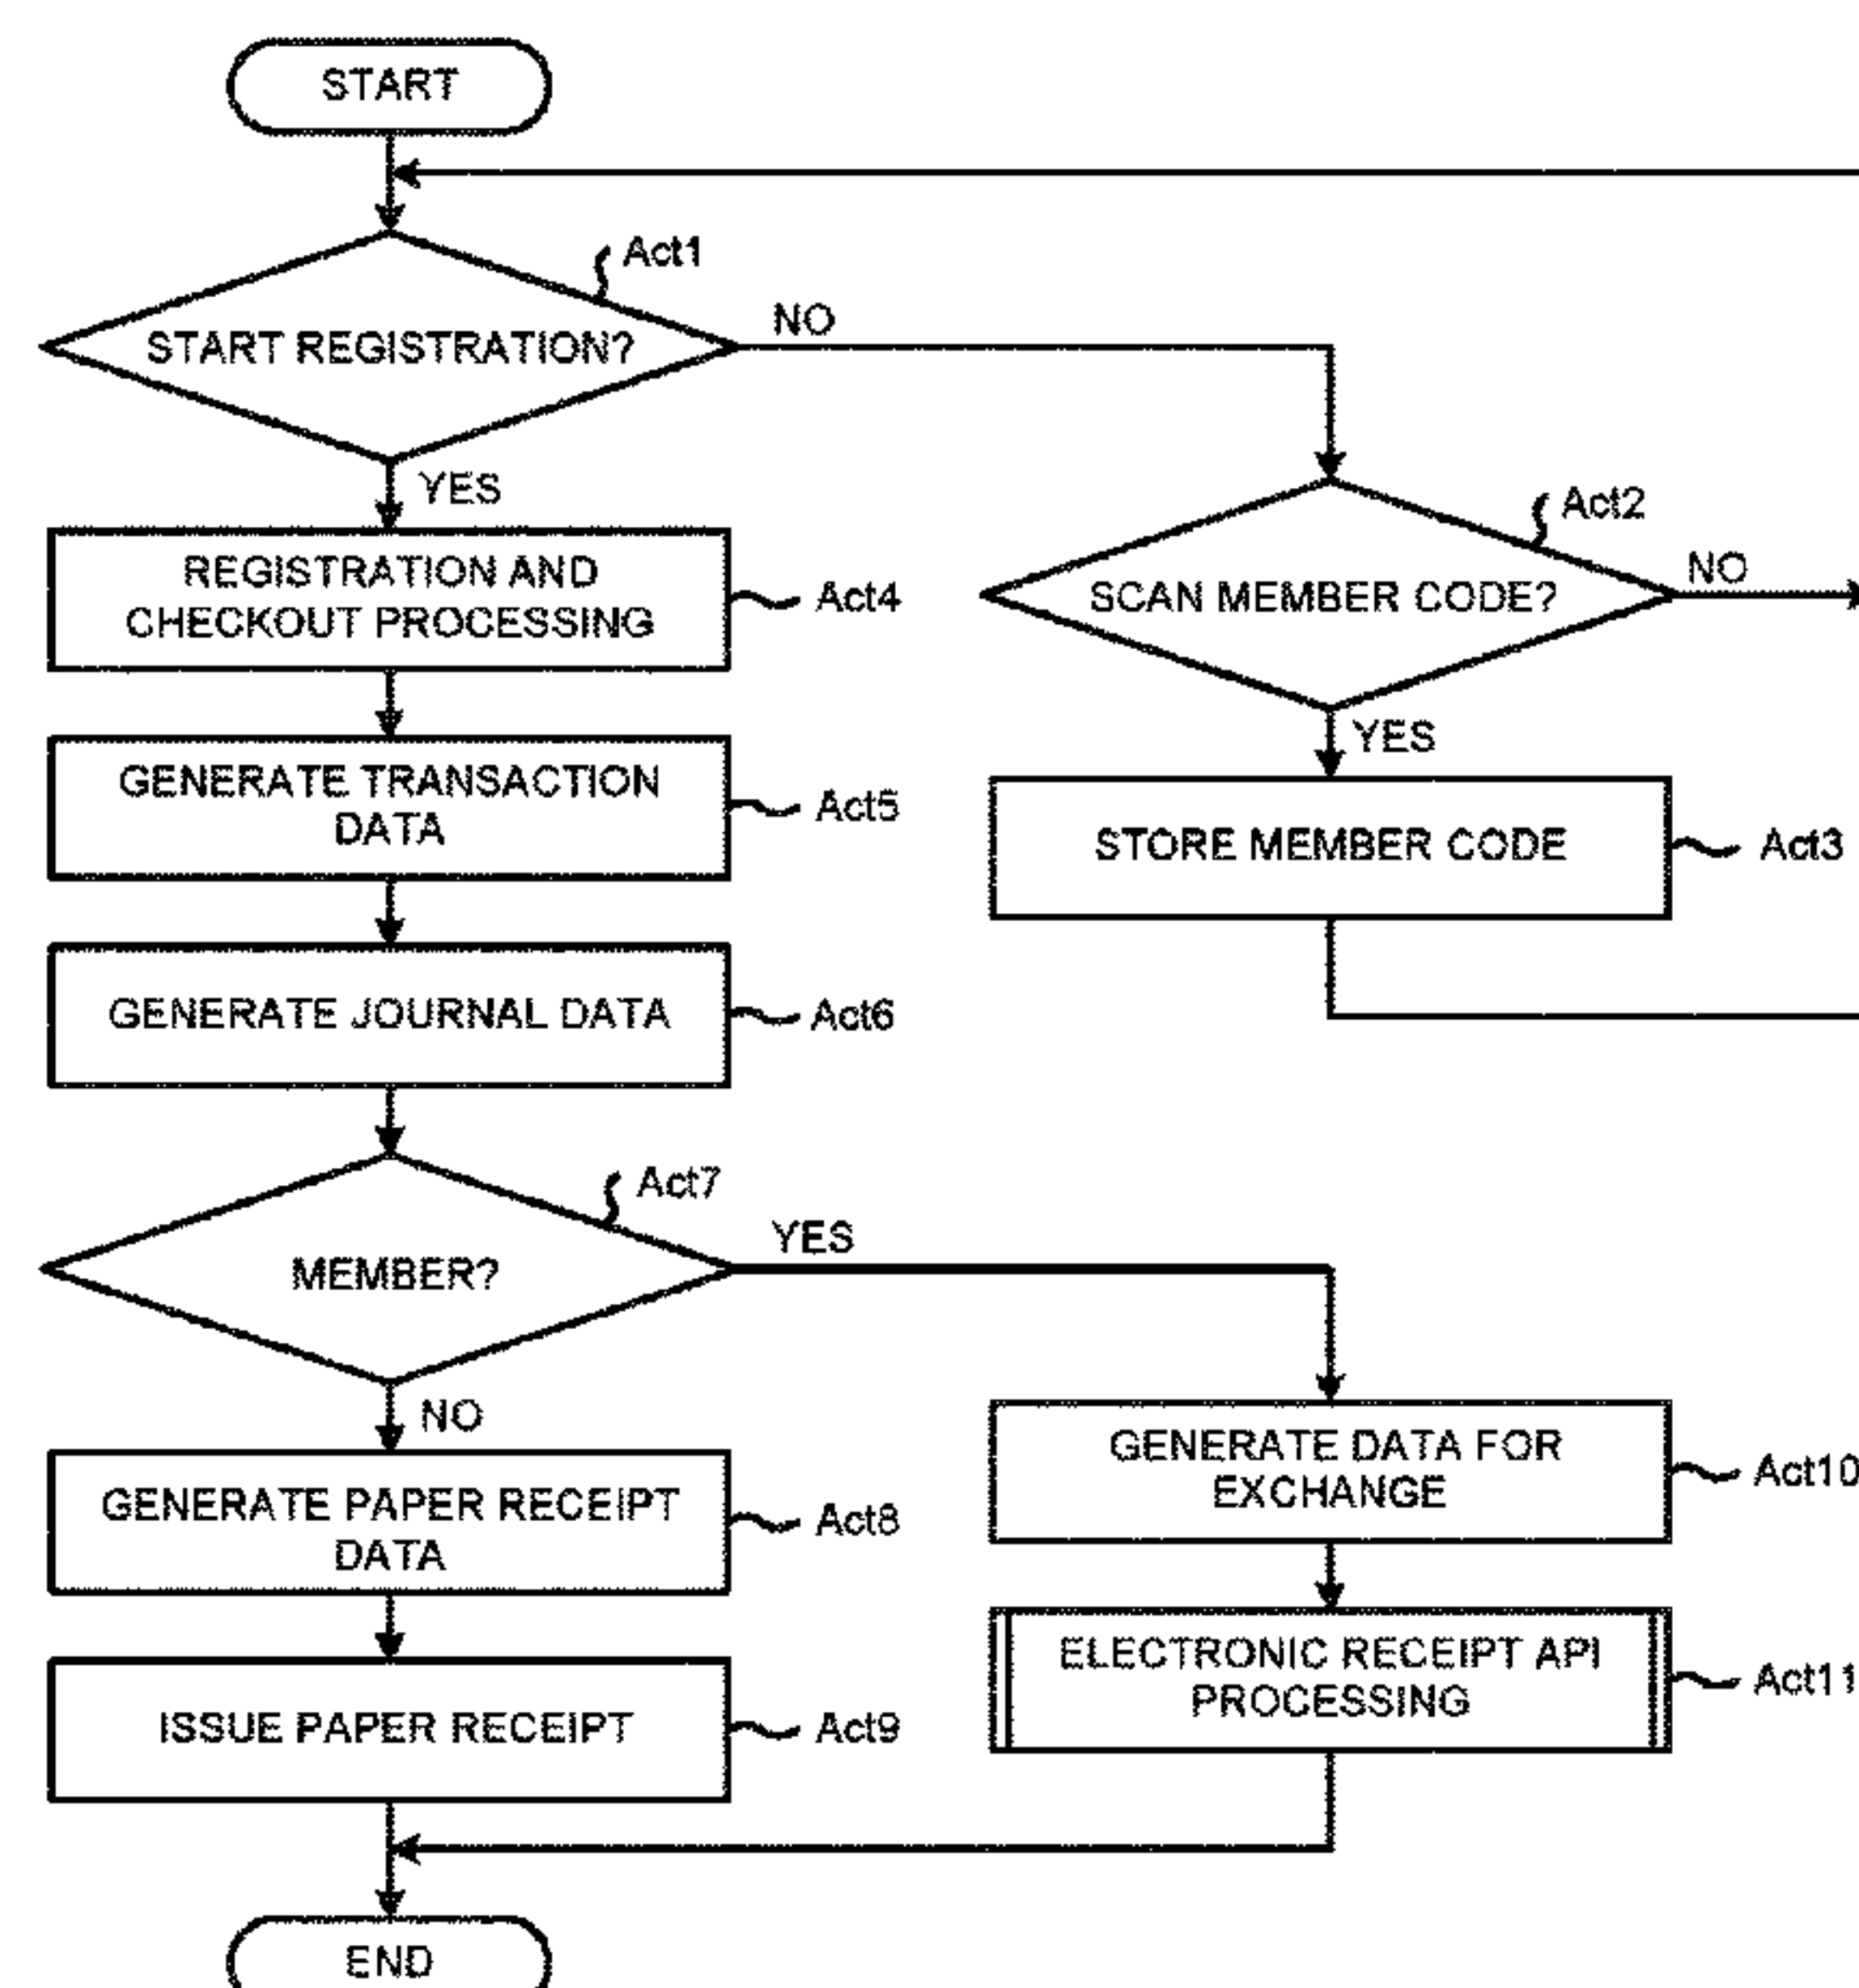 START
Act1
START REGISTRATION?
NO
YES
Act2
SCAN MEMBER CODE?
NO
YES
REGISTRATION AND
CHECKOUT PROCESSING
Act4
GENERATE TRANSACTION
DATA
Act5
STORE MEMBER CODE
Act3
GENERATE JOURNAL DATA
Act6
Act7
MEMBER?
YES
NO
GENERATE PAPER RECEIPT
DATA
Act8
GENERATE DATA FOR
EXCHANGE
Act10
ISSUE PAPER RECEIPT
Act9
ELECTRONIC RECEIPT API
PROCESSING
Act11
END